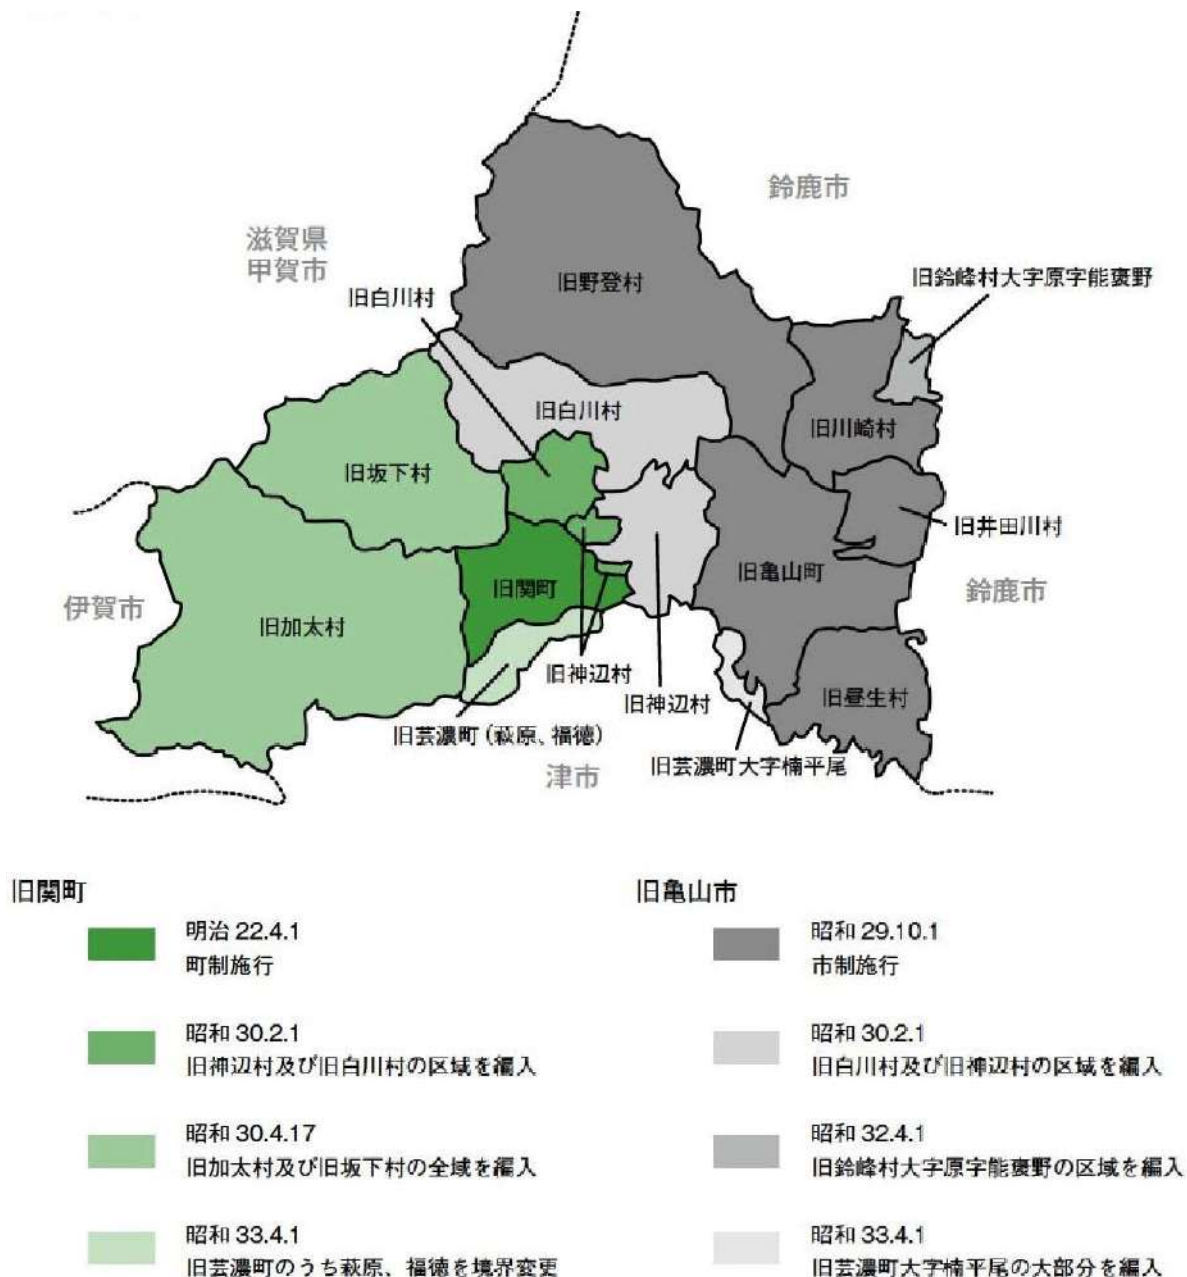 鈴鹿市
滋賀県
甲賀市
旧野登村
旧鈴峰村大字原字能褒野
旧白川村
旧白川村
旧川崎村
旧坂下村
旧井田川村
旧亀山町
旧関町
鈴鹿市
伊賀市
旧加太村
旧神辺村
旧神辺村
旧昼生村
旧芸濃町（萩原、福徳）
旧芸濃町大字楠平尾
津市
旧関町
明治 22.4.1
町制施行
昭和 30.2.1
旧神辺村及び旧白川村の区域を編入
昭和 30.4.17
旧加太村及び旧坂下村の全域を編入
昭和 33.4.1
旧芸濃町のうち萩原、福徳を境界変更
旧亀山市
昭和 29.10.1
市制施行
昭和 30.2.1
旧白川村及び旧神辺村の区域を編入
昭和 32.4.1
旧鈴峰村大字原字能褒野の区域を編入
昭和 33.4.1
旧芸濃町大字楠平尾の大部分を編入